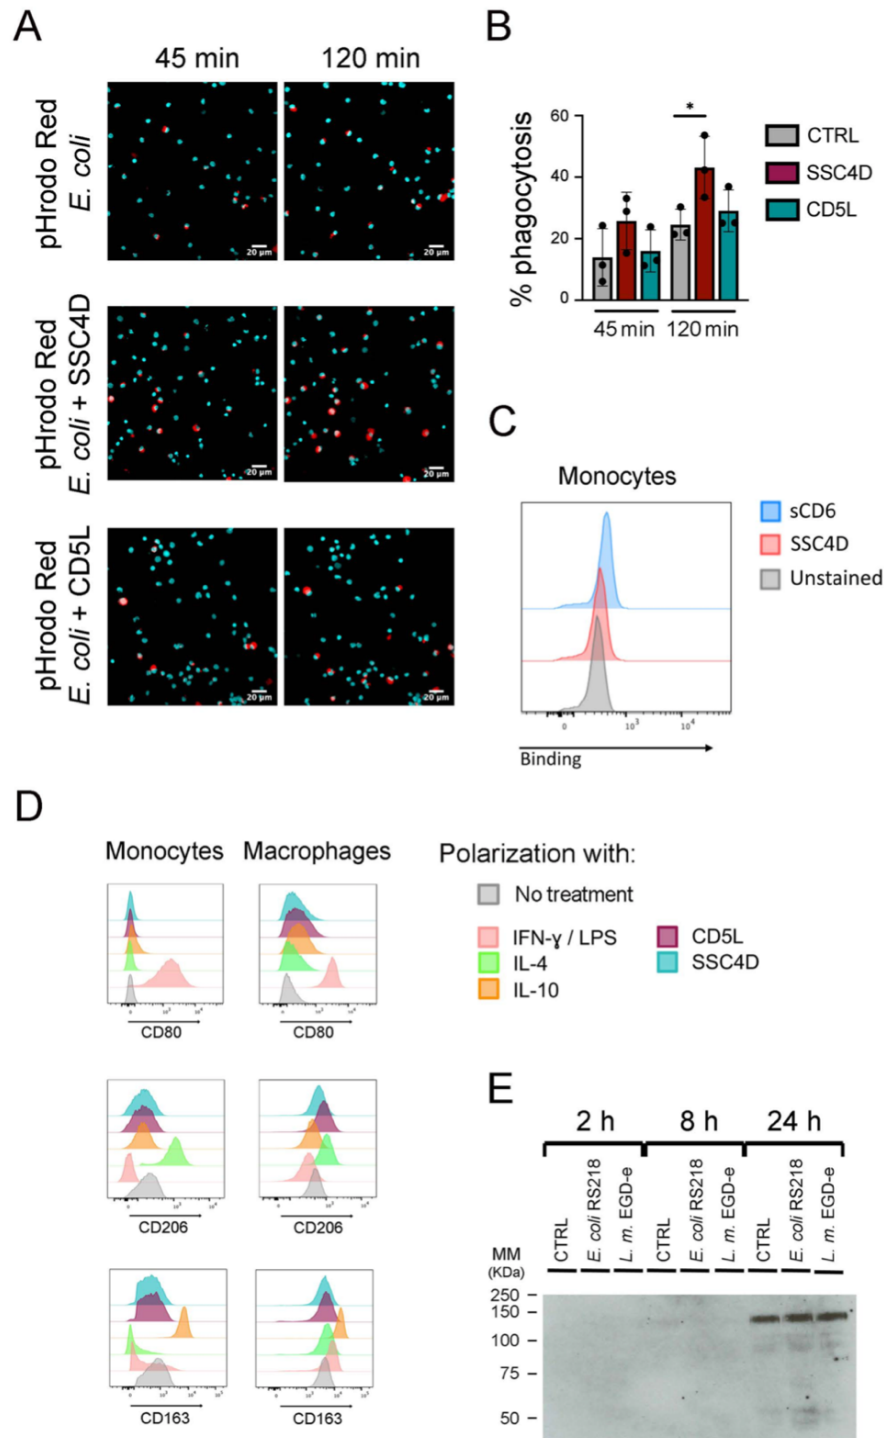 A
45 min 120 min
pHrodo Red
E. coli
20 µm
20 µm
pHrodo Red
E. coli + SSC4D
20 µm
20 µm
pHrodo Red
E. coli + CD5L
20 µm
20 µm
B
% phagocytosis
60
40
20
0
*
45 min 120 min
CTRL
SSC4D
CD5L
C
Monocytes
0 10³ 10⁴
Binding
sCD6
SSC4D
Unstained
D
Monocytes Macrophages
CD80 CD80
CD206 CD206
CD163 CD163
Polarization with:
No treatment
IFN-ɣ / LPS
IL-4
IL-10
CD5L
SSC4D
E
2 h 8 h 24 h
CTRL
E. coli RS218
L. m. EGD-e
CTRL
E. coli RS218
L. m. EGD-e
CTRL
E. coli RS218
L. m. EGD-e
MM
(KDa)
250
150
100
75
50